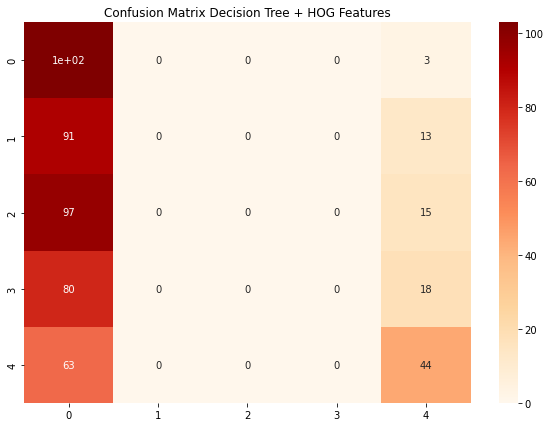 Confusion Matrix Decision Tree + HOG Features
0 1e+02 0 0 0 3
1 91 0 0 0 13
2 97 0 0 0 15
3 80 0 0 0 18
4 63 0 0 0 44
0 1 2 3 4
100
80
60
40
20
0